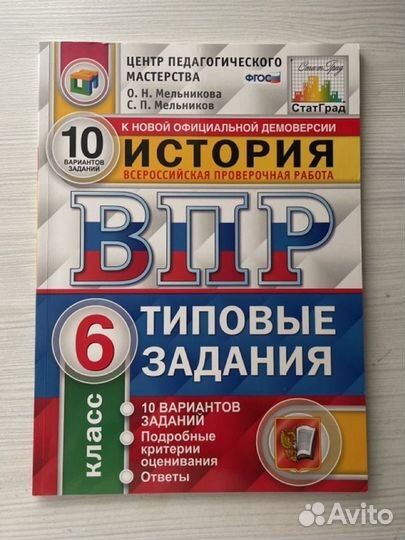 ЦЕНТР ПЕДАГОГИЧЕСКОГО
МАСТЕРСТВА
ФГОС
О. Н. Мельникова
С. П. Мельников
СтатГрад
СтатГрад
К НОВОЙ ОФИЦИАЛЬНОЙ ДЕМОВЕРСИИ
10
ВАРИАНТОВ
ЗАДАНИЙ
ИСТОРИЯ
ВСЕРОССИЙСКАЯ ПРОВЕРОЧНАЯ РАБОТА
ВПР
6
КЛАСС
ТИПОВЫЕ
ЗАДАНИЯ
10 ВАРИАНТОВ
ЗАДАНИЙ
Подробные
критерии
оценивания
Ответы
Avito